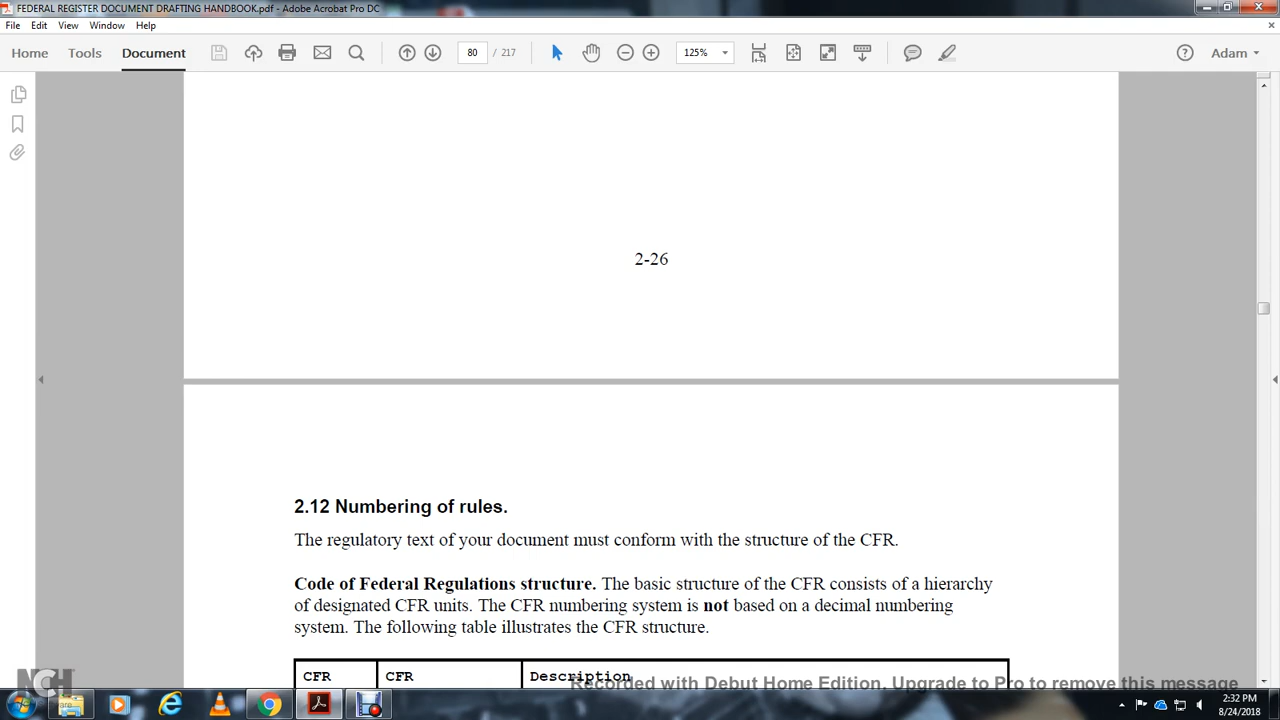 FEDERAL REGISTER DOCUMENT DRAFTING HANDBOOK.pdf - Adobe Acrobat Pro DC
File Edit View Window Help
Home Tools Document 80 / 217 125% Adam
2-26
2.12 Numbering of rules.
The regulatory text of your document must conform with the structure of the CFR.
Code of Federal Regulations structure. The basic structure of the CFR consists of a hierarchy
of designated CFR units. The CFR numbering system is not based on a decimal numbering
system. The following table illustrates the CFR structure.
CFR CFR Description
Recorded with Debut Home Edition. Upgrade to Pro to remove this message
NCH
2:32 PM
8/24/2018